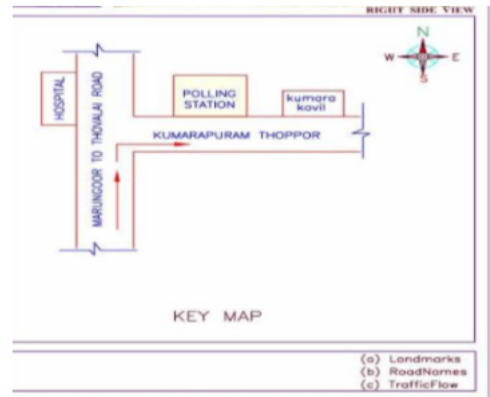 RIGHT SIDE VIEW
N
W
E
S
HOSPITAL
MARUNGOOR TO THOVALAI ROAD
POLLING
STATION
kumara
kovil
KUMARAPURAM THOPPOR
KEY MAP
(a) Landmarks
(b) RoadNames
(c) TrafficFlow